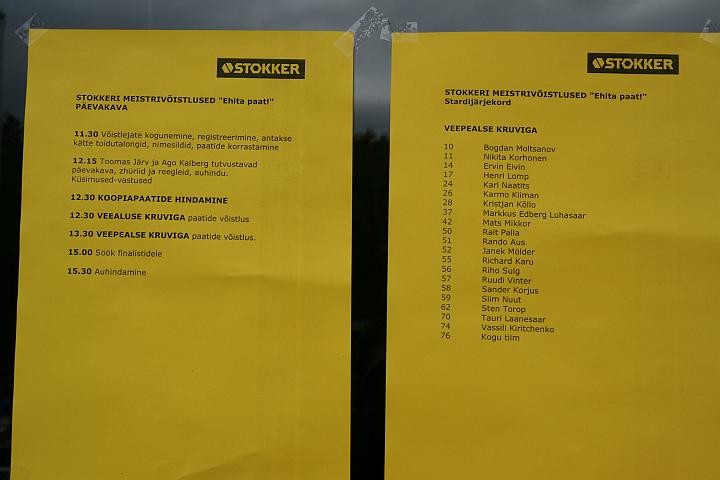 STOKKER
STOKKERI MEISTRIVÕISTLUSED "Ehita paat!"
PÄEVAKAVA
11.30 Võistlejate kogunemine, registreerimine, antakse
kätte toidutalongid, nimesildid, paatide korrastamine
12.15 Toomas Järv ja Ago Kalberg tutvustavad
päevakava, zhüriid ja reegleid, auhindu.
Küsimused-vastused
12.30 KOOPIAPAATIDE HINDAMINE
12.30 VEEALUSE KRUVIGA paatide võistlus
13.30 VEEPEALSE KRUVIGA paatide võistlus.
15.00 Söök finalistidele
15.30 Auhindamine
STOKKER
STOKKERI MEISTRIVÕISTLUSED "Ehita paat!"
Stardijärjekord
VEEPEALSE KRUVIGA
10 Bogdan Moltsanov
11 Nikita Korhonen
14 Ervin Eivin
17 Henri Lomp
24 Karl Naatits
26 Karmo Kiiman
28 Kristjan Kõllo
37 Markkus Edberg Luhasaar
42 Mats Mikkor
50 Rait Palla
51 Rando Aus
52 Janek Mölder
55 Richard Karu
56 Riho Sulg
57 Ruudi Vinter
58 Sander Korjus
59 Siim Nuut
62 Sten Torop
70 Tauri Laanesaar
74 Vassili Kiritchenko
76 Kogu tiim